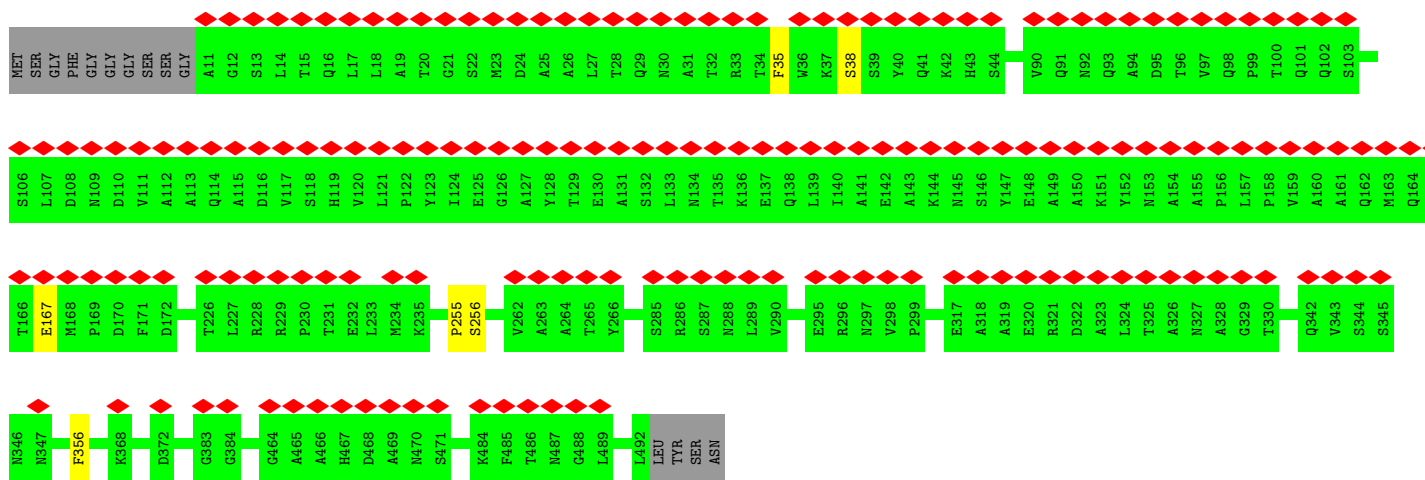 MET SER GLY PHE GLY GLY GLY SER SER GLY A11 G12 S13 L14 T15 Q16 L17 L18 A19 T20 G21 S22 M23 D24 A25 A26 L27 T28 Q29 N30 A31 T32 R33 T34 F35 W36 K37 S38 S39 Y40 Q41 K42 H43 S44 V90 Q91 N92 Q93 A94 D95 T96 V97 Q98 P99 T100 Q101 Q102 S103
S106 L107 D108 N109 D110 V111 A112 A113 Q114 A115 D116 V117 S118 H119 V120 L121 P122 Y123 I124 E125 G126 A127 Y128 T129 E130 A131 S132 L133 N134 T135 K136 E137 Q138 L139 I140 A141 E142 A143 K144 N145 S146 Y147 E148 A149 A150 K151 Y152 N153 A154 A155 P156 L157 P158 V159 A160 A161 Q162 M163 Q164
T166 E167 M168 P169 D170 F171 D172 T226 L227 R228 R229 P230 T231 E232 L233 M234 K235 P255 S256 V262 A263 A264 T265 Y266 S285 R286 S287 N288 L289 V290 E295 R296 N297 V298 P299 E317 A318 A319 E320 R321 D322 A323 L324 T325 A326 N327 A328 G329 T330 Q342 V343 S344 S345
N346 N347 F356 K368 D372 G383 G384 G464 A465 A466 H467 D468 A469 N470 S471 K484 F485 T486 N487 G488 L489 L492 LEU TYR SER ASN